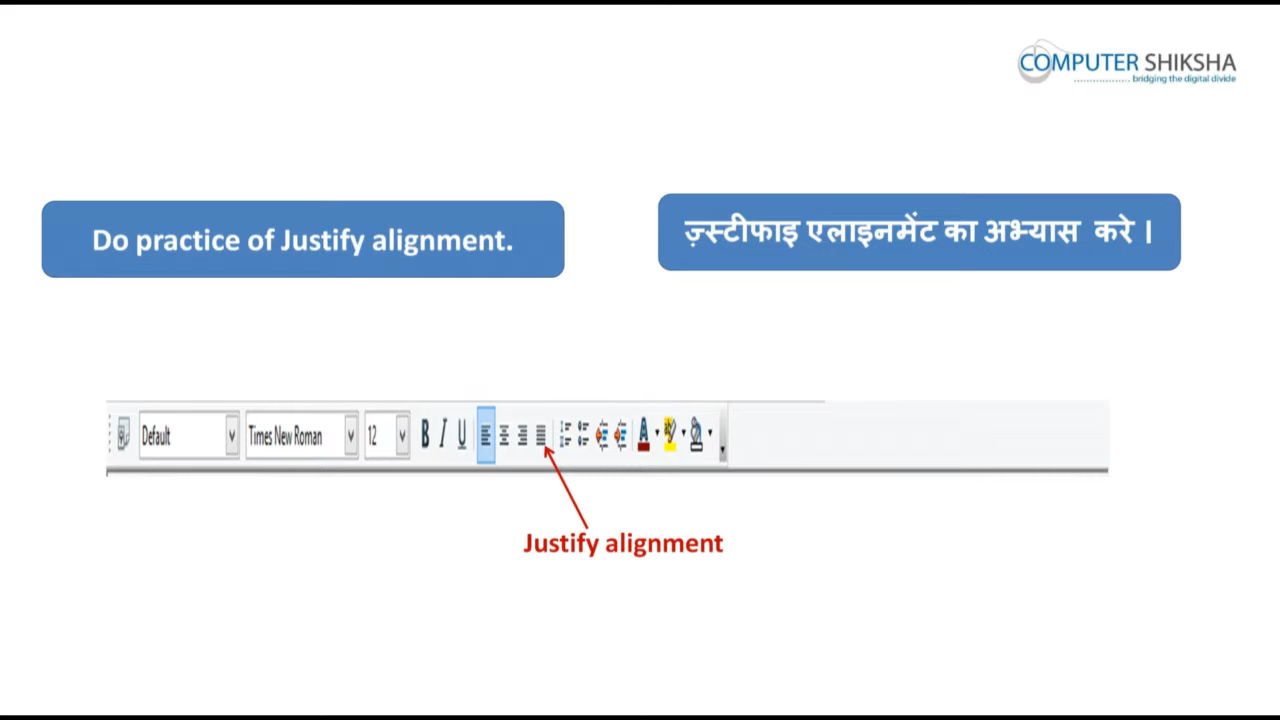 COMPUTER SHIKSHA
bridging the digital divide
Do practice of Justify alignment.
ज़्स्टीफाइ एलाइनमेंट का अभ्यास करे ।
Default Times New Roman 12 B I U A
Justify alignment